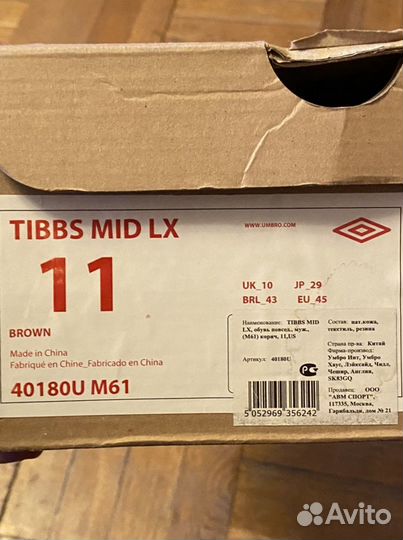 TIBBS MID LX
11
WWW.UMBRO.COM
UK_10 JP_29
BRL_43 EU_45
BROWN
Made in China
Fabriqué en Chine_Fabricado en China
40180U M61
Наименование: TIBBS MID
LX, обувь повсед., муж.,
(M61) корич, 11,US
Артикул: 40180U
Состав: нат.кожа,
текстиль, резина
Страна пр-ва: Китай
Фирма-производ:
Умбро Инт, Умбро
Хаус, Лэйксайд, Чидл,
Чешир, Англия,
SK83GQ
Продавец: ООО
"АВМ СПОРТ",
117335, Москва,
Гарибальди, дом № 21
5 052969 356242
Avito